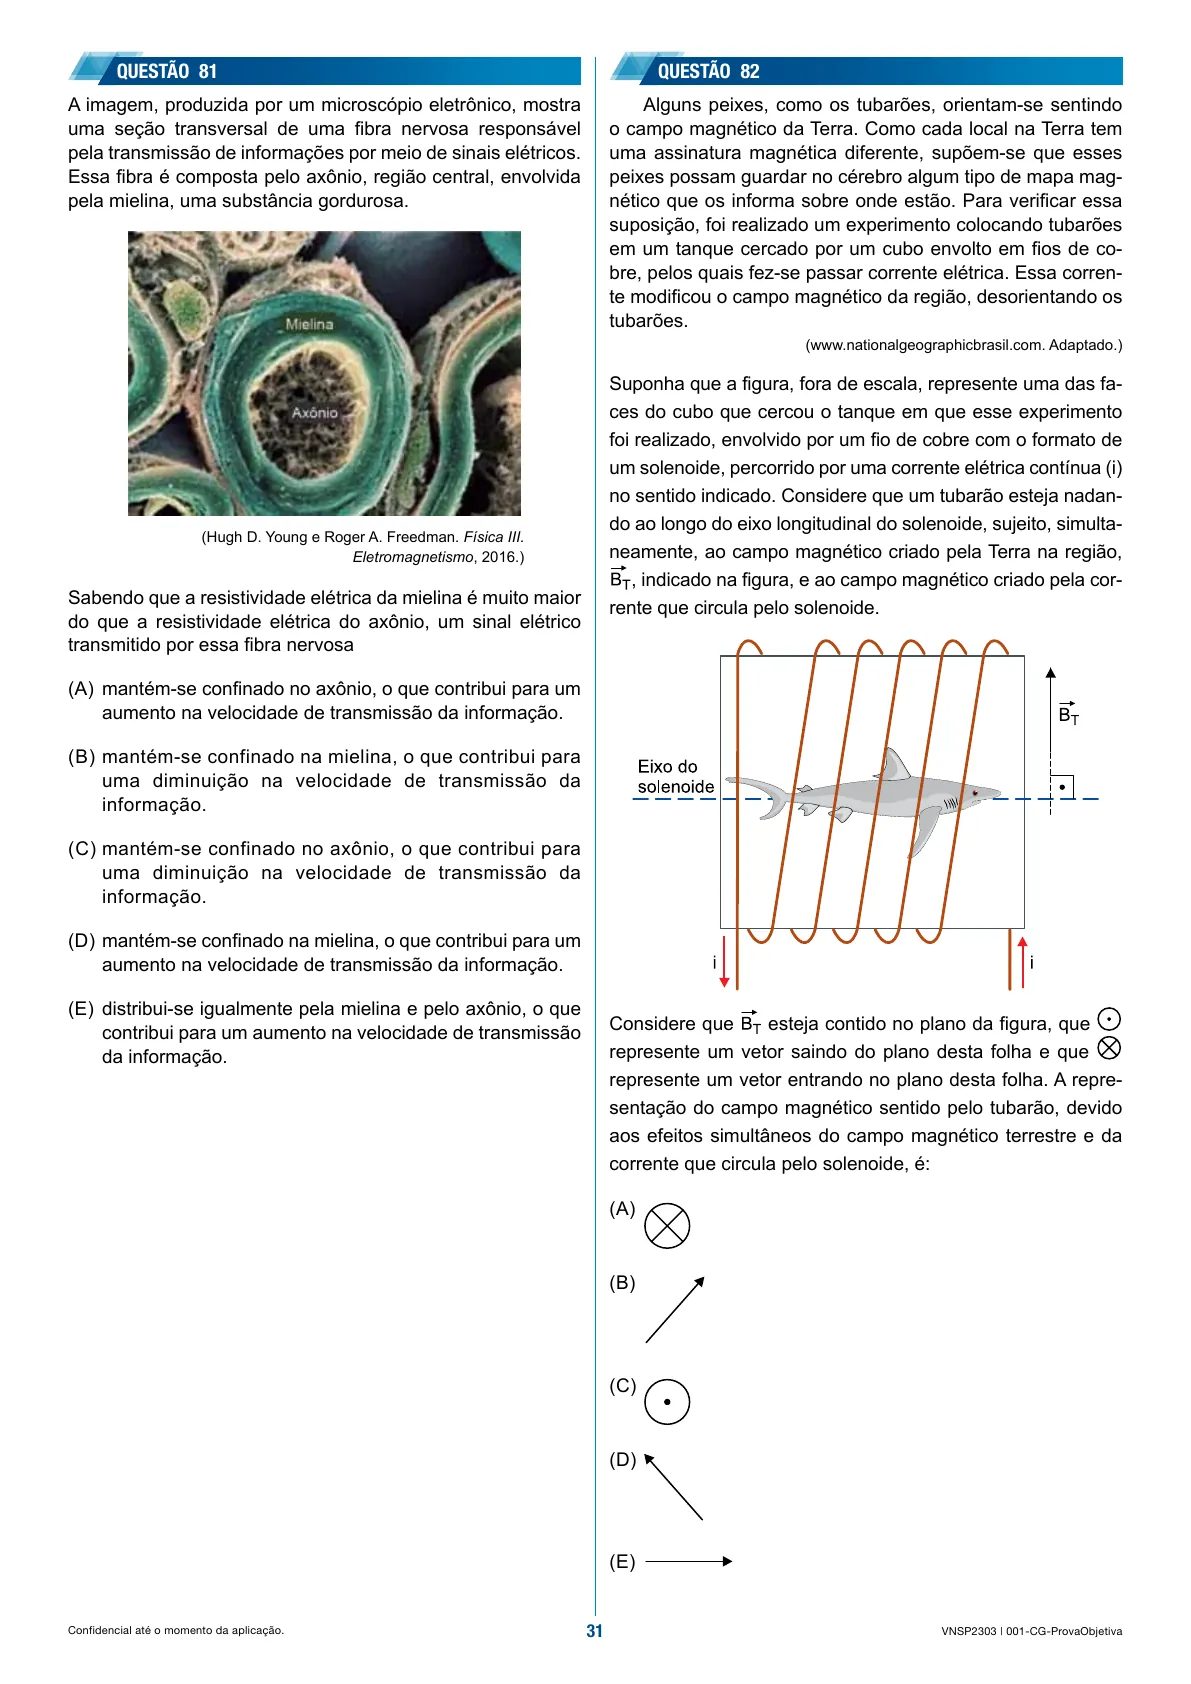 QUESTÃO 81
A imagem, produzida por um microscópio eletrônico, mostra
uma seção transversal de uma fibra nervosa responsável
pela transmissão de informações por meio de sinais elétricos.
Essa fibra é composta pelo axônio, região central, envolvida
pela mielina, uma substância gordurosa.
Mielina
Axônio
(Hugh D. Young e Roger A. Freedman. Física III.
Eletromagnetismo, 2016.)
Sabendo que a resistividade elétrica da mielina é muito maior
do que a resistividade elétrica do axônio, um sinal elétrico
transmitido por essa fibra nervosa
(A) mantém-se confinado no axônio, o que contribui para um
aumento na velocidade de transmissão da informação.
(B) mantém-se confinado na mielina, o que contribui para
uma diminuição na velocidade de transmissão da
informação.
(C) mantém-se confinado no axônio, o que contribui para
uma diminuição na velocidade de transmissão da
informação.
(D) mantém-se confinado na mielina, o que contribui para um
aumento na velocidade de transmissão da informação.
(E) distribui-se igualmente pela mielina e pelo axônio, o que
contribui para um aumento na velocidade de transmissão
da informação.
QUESTÃO 82
Alguns peixes, como os tubarões, orientam-se sentindo
o campo magnético da Terra. Como cada local na Terra tem
uma assinatura magnética diferente, supõem-se que esses
peixes possam guardar no cérebro algum tipo de mapa mag-
nético que os informa sobre onde estão. Para verificar essa
suposição, foi realizado um experimento colocando tubarões
em um tanque cercado por um cubo envolto em fios de co-
bre, pelos quais fez-se passar corrente elétrica. Essa corren-
te modificou o campo magnético da região, desorientando os
tubarões.
(www.nationalgeographicbrasil.com. Adaptado.)
Suponha que a figura, fora de escala, represente uma das fa-
ces do cubo que cercou o tanque em que esse experimento
foi realizado, envolvido por um fio de cobre com o formato de
um solenoide, percorrido por uma corrente elétrica contínua (i)
no sentido indicado. Considere que um tubarão esteja nadan-
do ao longo do eixo longitudinal do solenoide, sujeito, simulta-
neamente, ao campo magnético criado pela Terra na região,
B⃗T, indicado na figura, e ao campo magnético criado pela cor-
rente que circula pelo solenoide.
B⃗T
Eixo do
solenoide
i
i
Considere que B⃗T esteja contido no plano da figura, que ⊙
represente um vetor saindo do plano desta folha e que ⊗
represente um vetor entrando no plano desta folha. A repre-
sentação do campo magnético sentido pelo tubarão, devido
aos efeitos simultâneos do campo magnético terrestre e da
corrente que circula pelo solenoide, é:
(A)
(B)
(C)
(D)
(E)
Confidencial até o momento da aplicação.
31
VNSP2303 | 001-CG-ProvaObjetiva